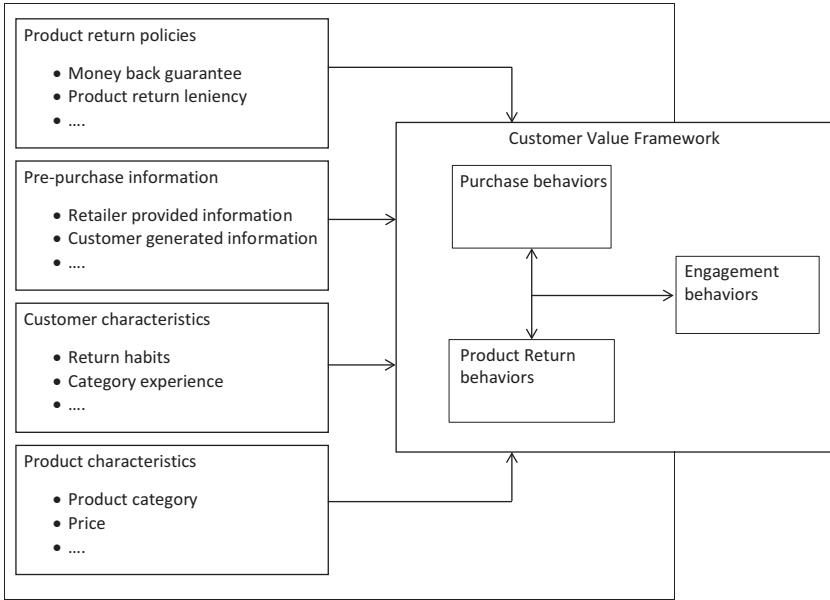 Product return policies
• Money back guarantee
• Product return leniency
• ….
Pre-purchase information
• Retailer provided information
• Customer generated information
• ….
Customer characteristics
• Return habits
• Category experience
• ….
Product characteristics
• Product category
• Price
• ….
Customer Value Framework
Purchase behaviors
Engagement
behaviors
Product Return
behaviors